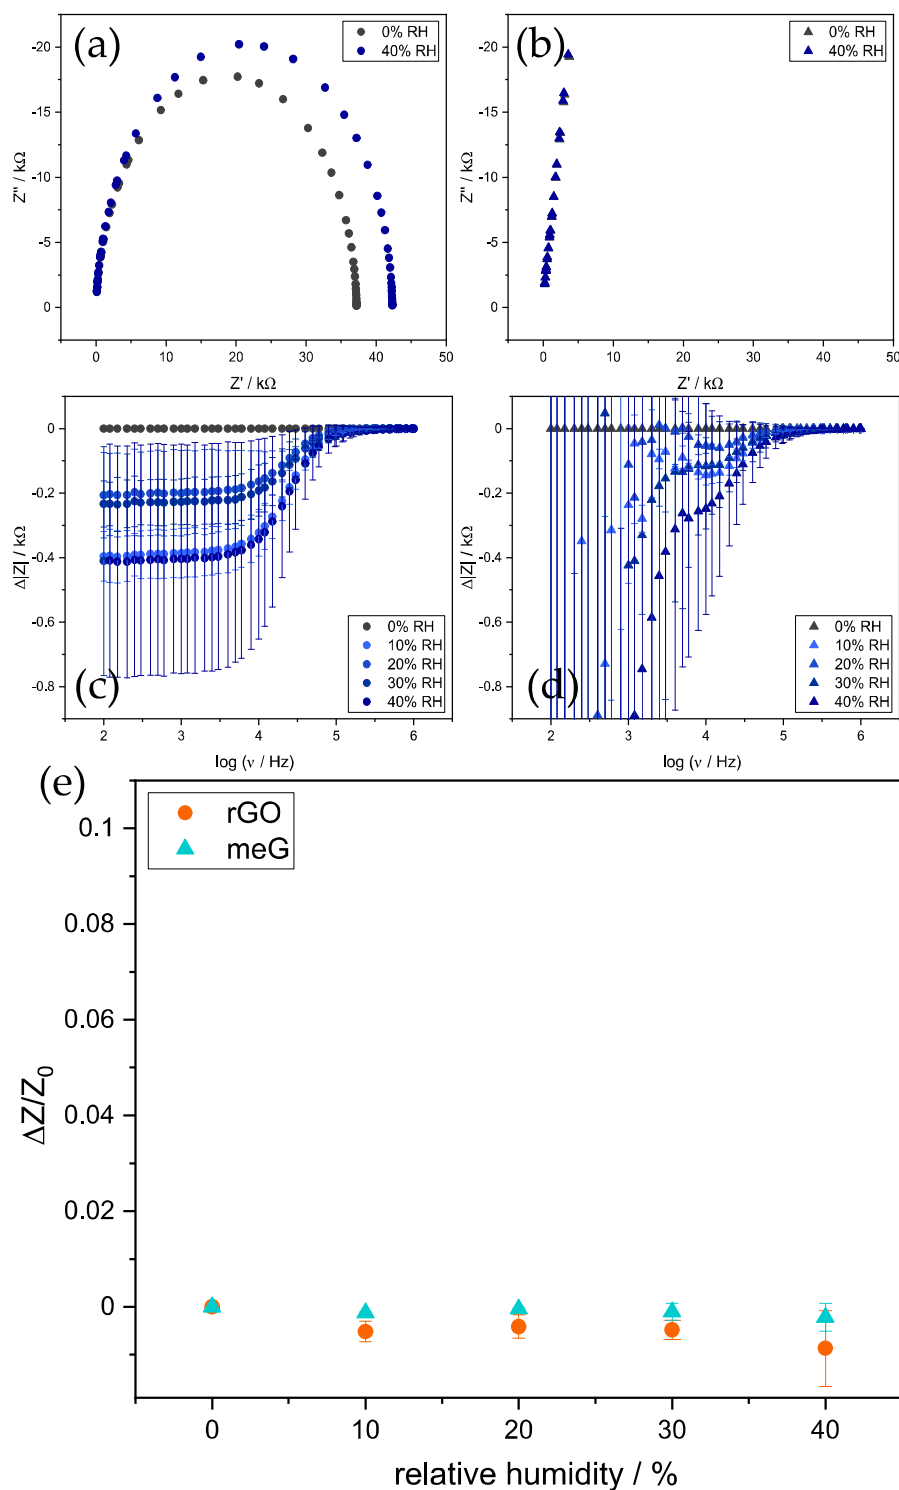 (a)
0% RH
40% RH
-20
-15
-10
-5
0
Z'' / kΩ
0
10
20
30
40
50
Z' / kΩ
(b)
0% RH
40% RH
-20
-15
-10
-5
0
Z'' / kΩ
0
10
20
30
40
50
Z' / kΩ
0
-0.2
-0.4
-0.6
-0.8
Δ|Z| / kΩ
(c)
0% RH
10% RH
20% RH
30% RH
40% RH
2
3
4
5
6
log (ν / Hz)
0
-0.2
-0.4
-0.6
-0.8
Δ|Z| / kΩ
(d)
0% RH
10% RH
20% RH
30% RH
40% RH
2
3
4
5
6
log (ν / Hz)
(e)
rGO
meG
0.1
0.08
0.06
0.04
0.02
0
ΔZ/Z₀
0
10
20
30
40
relative humidity / %